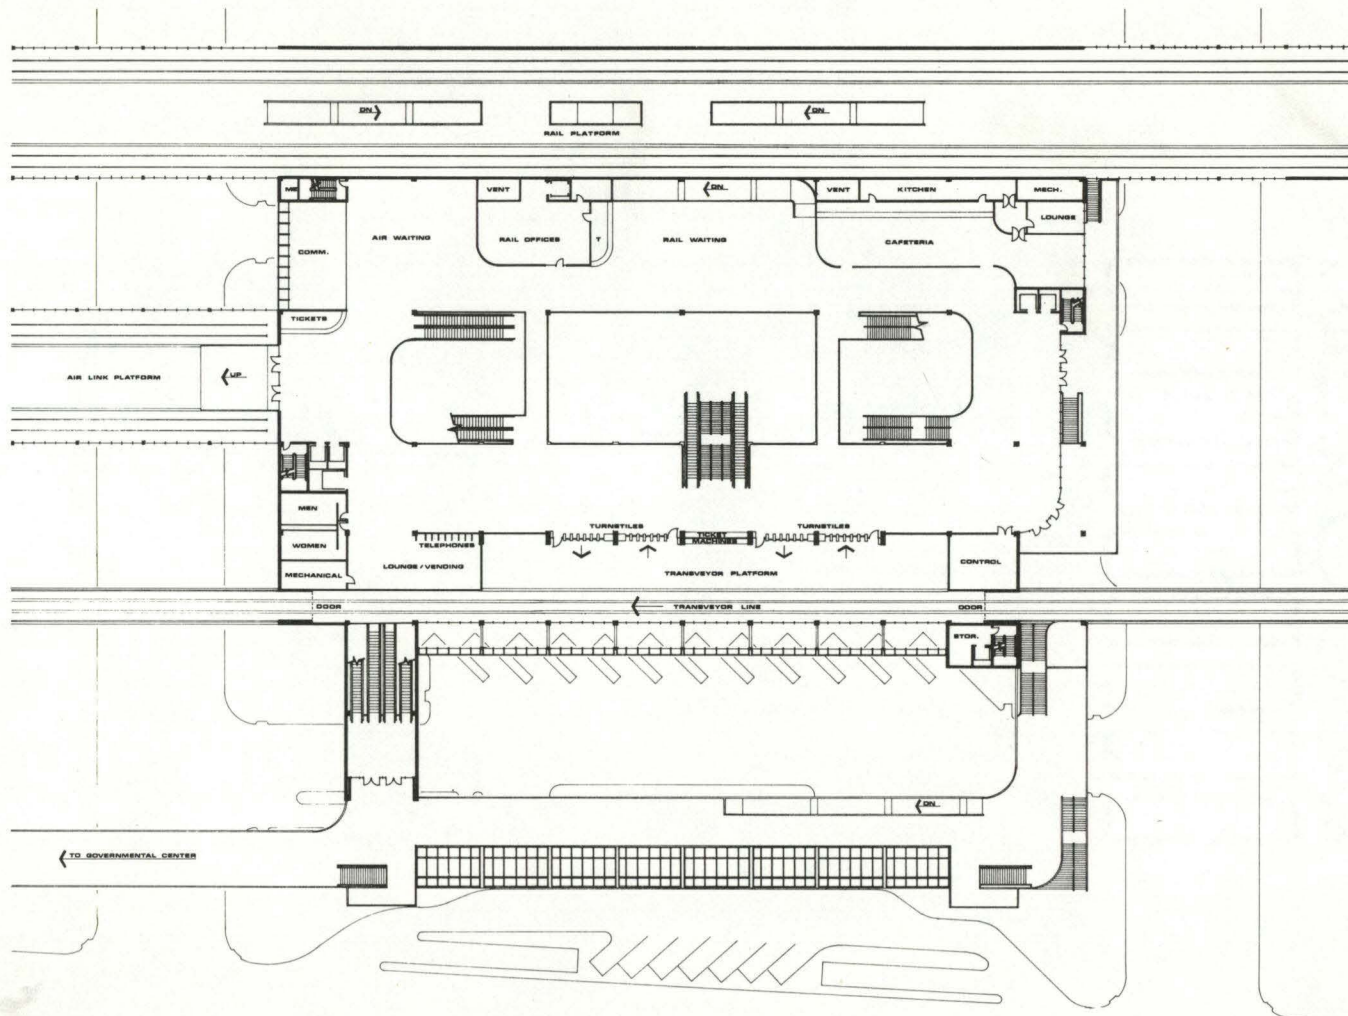 DN
DN
RAIL PLATFORM
ME
VENT
DN
VENT
KITCHEN
MECH.
LOUNGE
COMM.
AIR WAITING
RAIL OFFICES
T
RAIL WAITING
CAFETERIA
TICKETS
AIR LINK PLATFORM
UP
MEN
WOMEN
MECHANICAL
TELEPHONES
LOUNGE/VENDING
TURNSTILES
TICKET
MACHINES
TURNSTILES
TRANSVEYOR PLATFORM
CONTROL
DOOR
TRANSVEYOR LINE
DOOR
STOR.
DN
TO GOVERNMENTAL CENTER